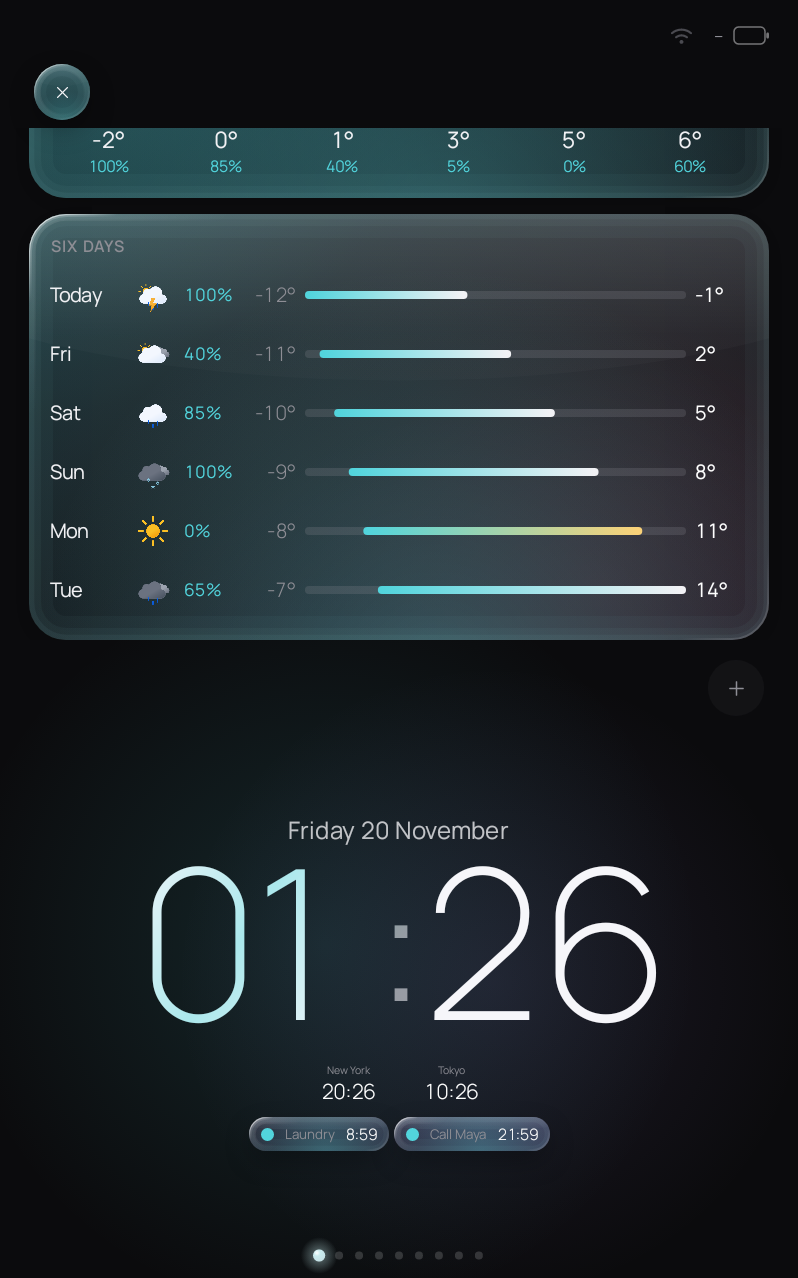 –
-2° 0° 1° 3° 5° 6°
100% 85% 40% 5% 0% 60%
SIX DAYS
Today 100% -12° -1°
Fri 40% -11° 2°
Sat 85% -10° 5°
Sun 100% -9° 8°
Mon 0% -8° 11°
Tue 65% -7° 14°
Friday 20 November
01:26
New York Tokyo
20:26 10:26
Laundry 8:59 Call Maya 21:59